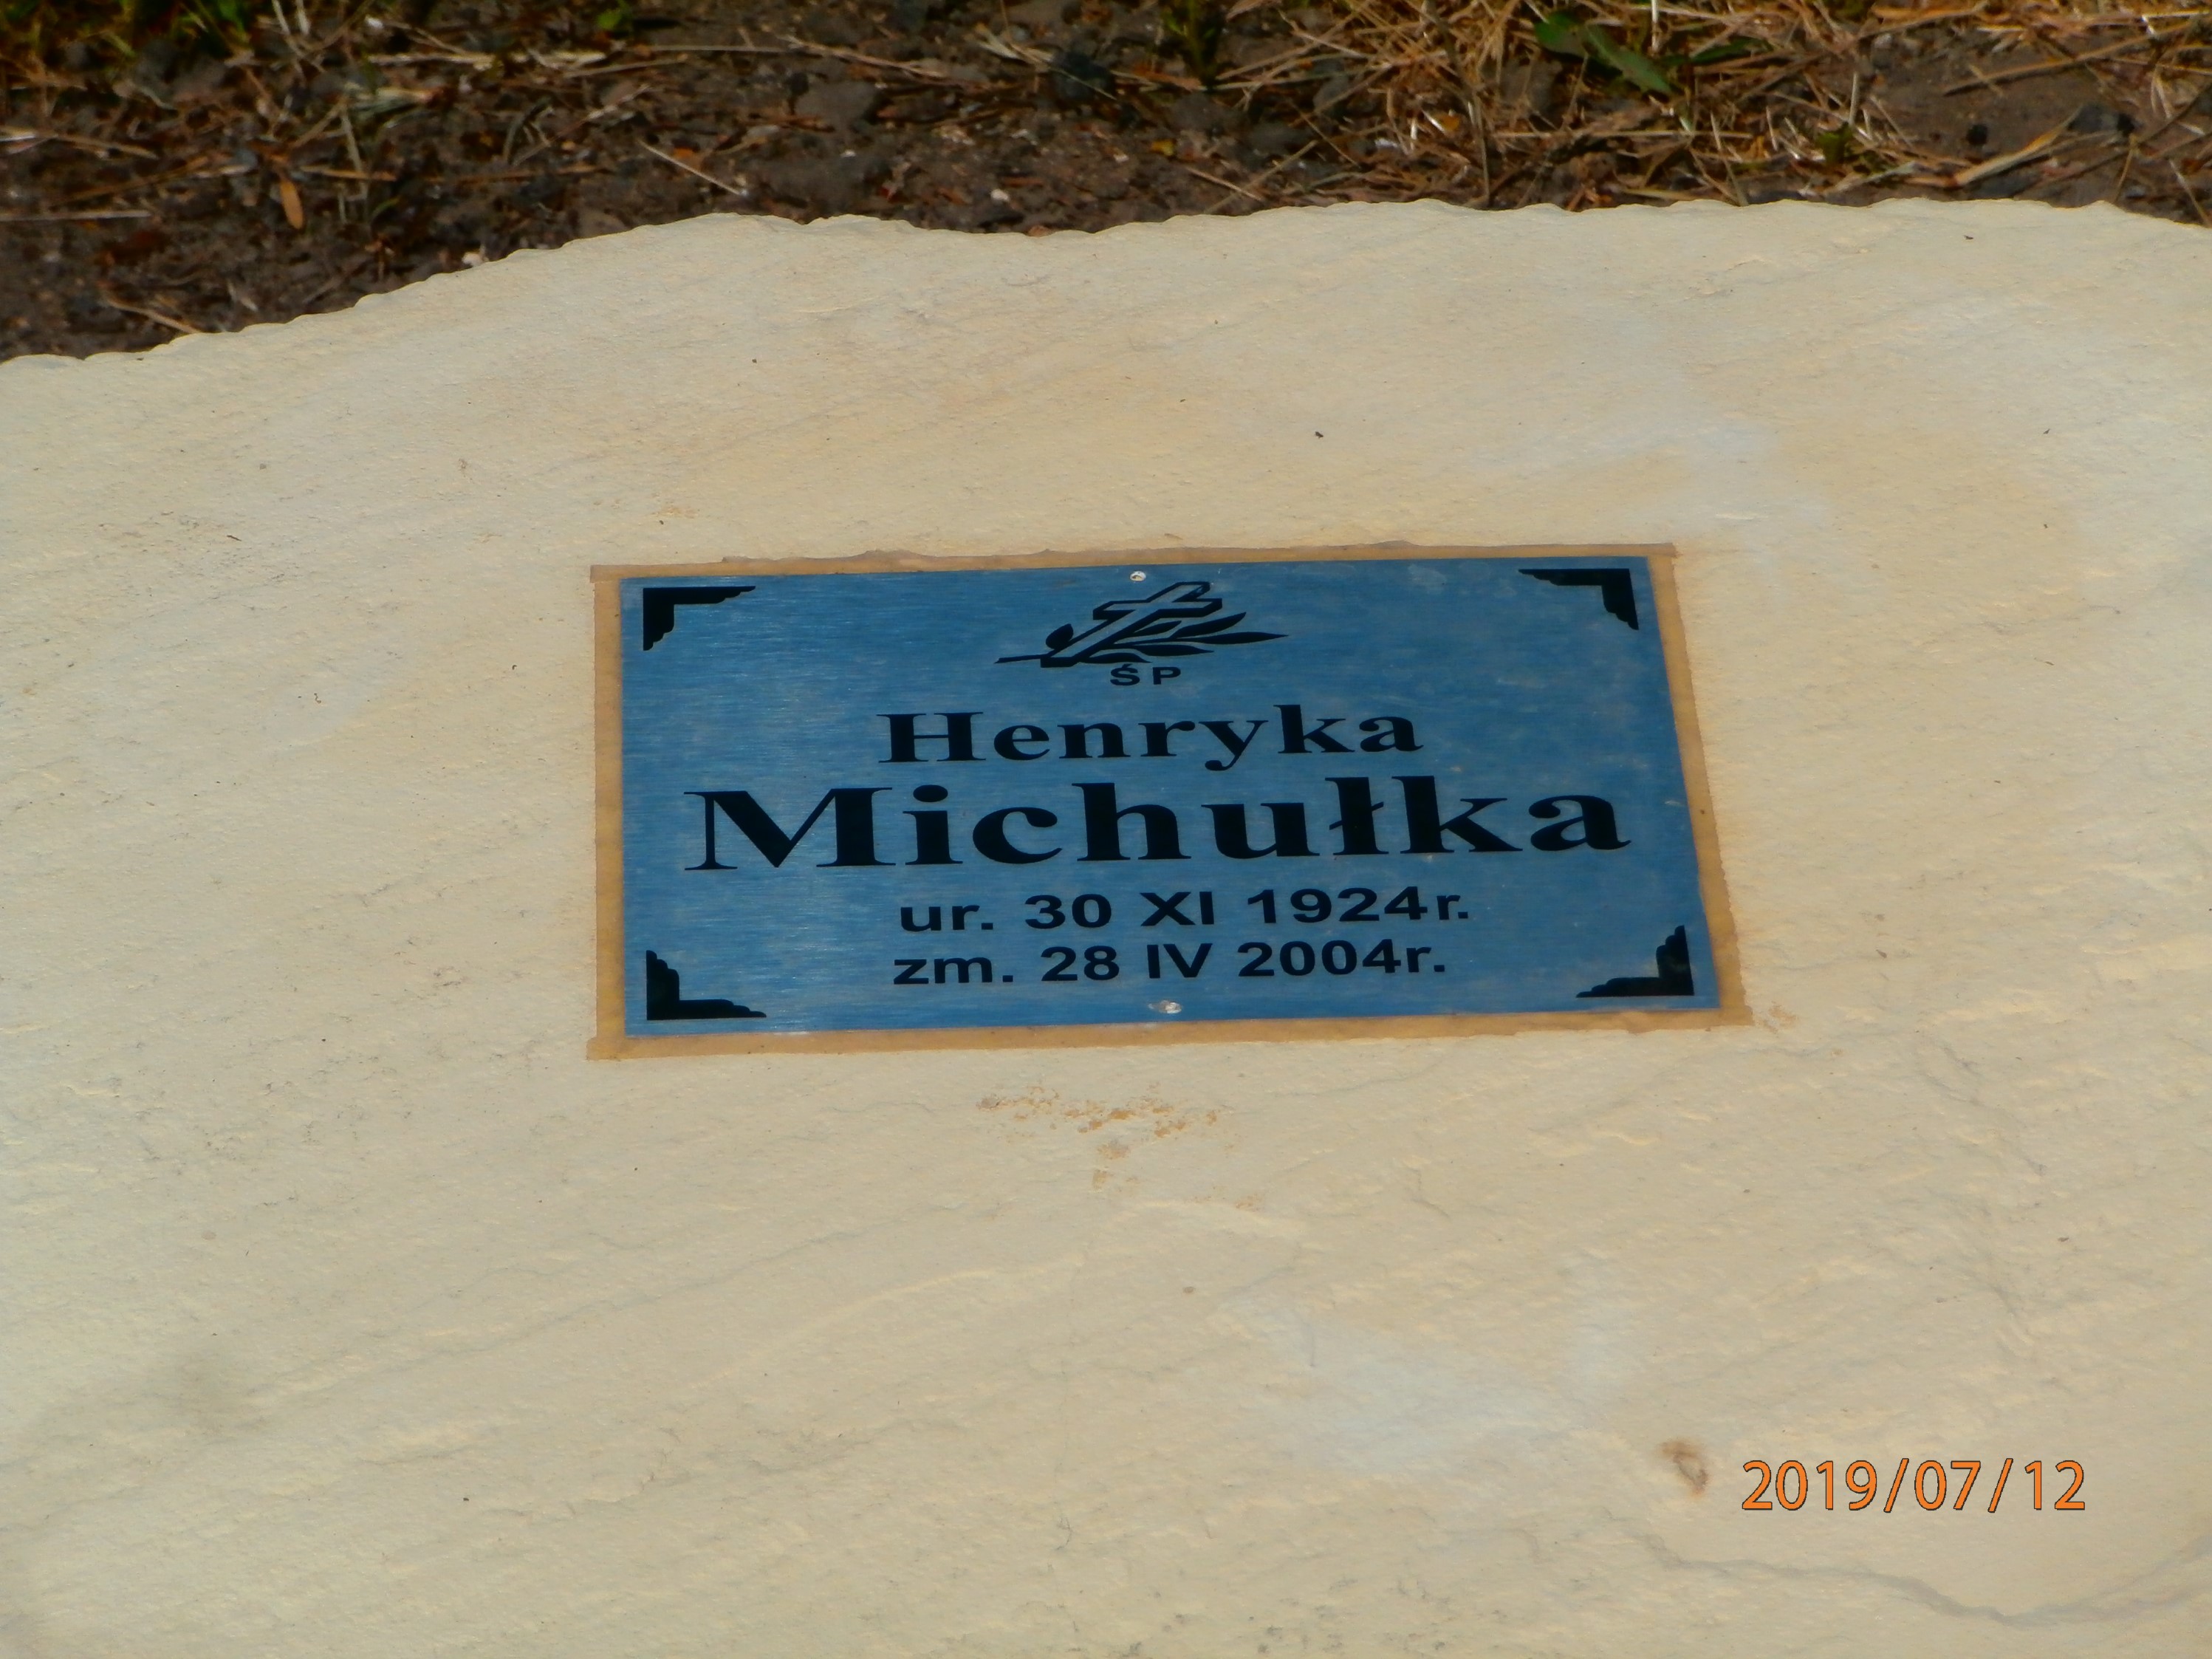 ŚP
Henryka
Michułka
ur. 30 XI 1924r.
zm. 28 IV 2004r.
2019/07/12